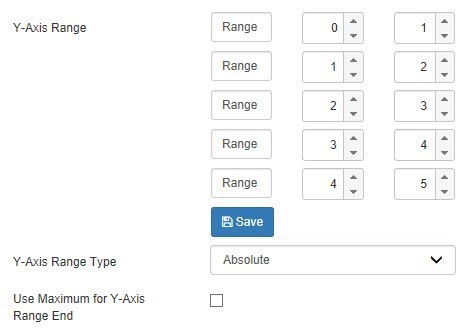 Y-Axis Range Range 0 1
Range 1 2
Range 2 3
Range 3 4
Range 4 5
Save
Y-Axis Range Type Absolute
Use Maximum for Y-Axis
Range End